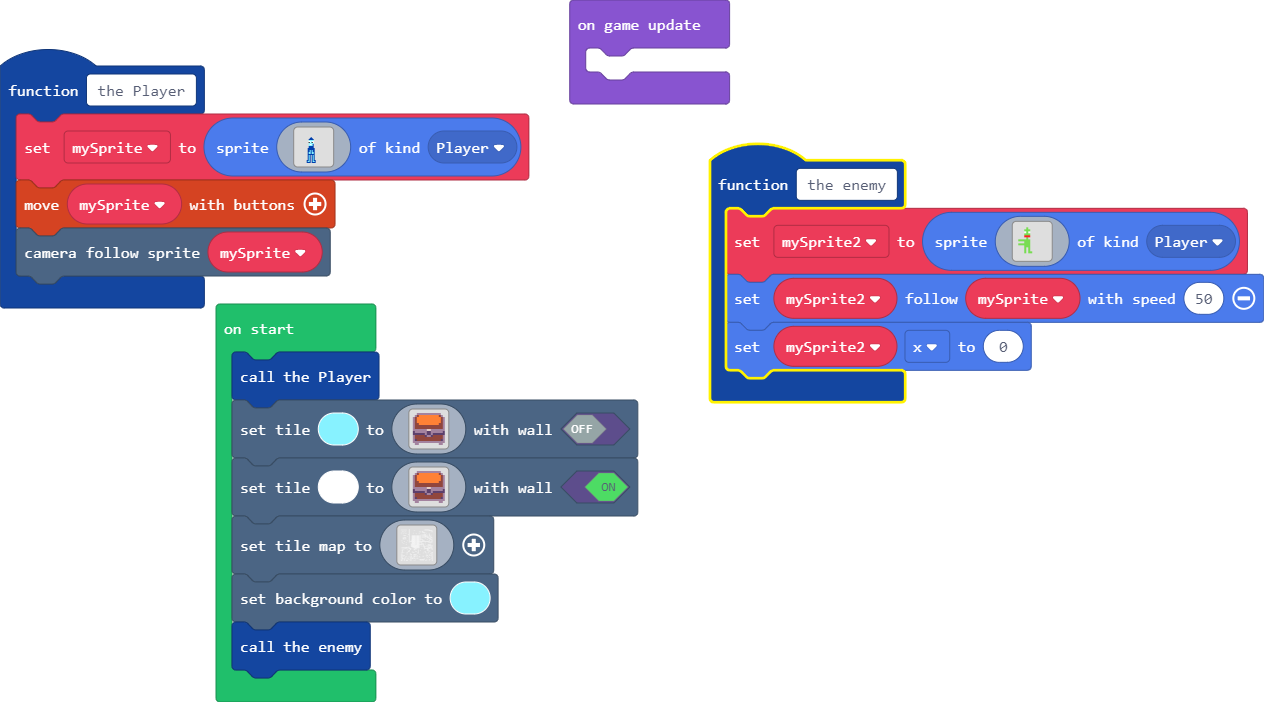 on game update
function the Player
set mySprite to sprite of kind Player
move mySprite with buttons
camera follow sprite mySprite
function the enemy
set mySprite2 to sprite of kind Player
set mySprite2 follow mySprite with speed 50
set mySprite2 x to 0
on start
call the Player
set tile to with wall OFF
set tile to with wall ON
set tile map to
set background color to
call the enemy